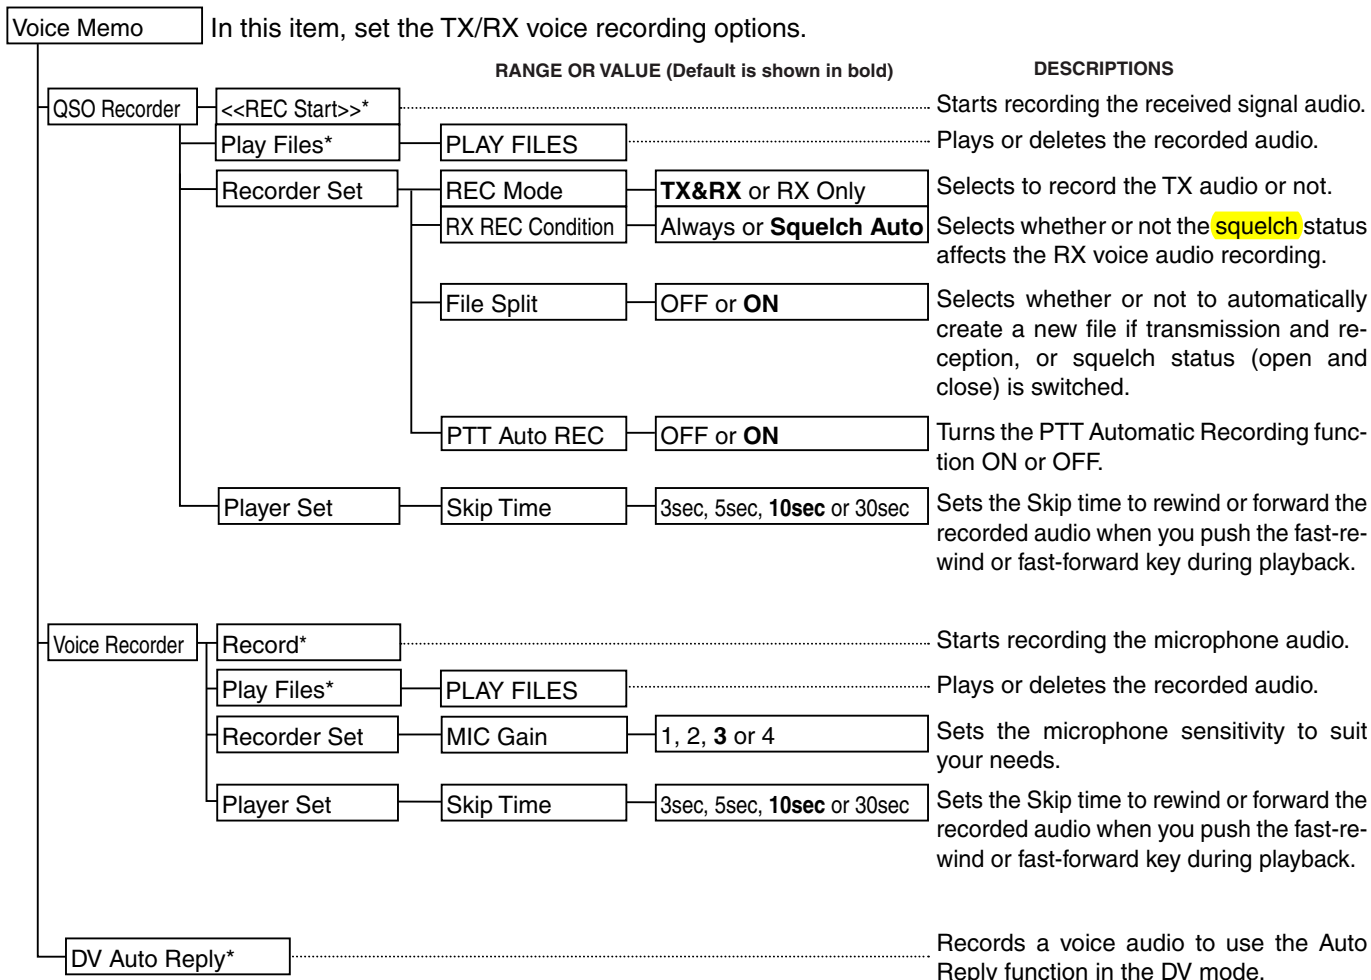 Voice Memo In this item, set the TX/RX voice recording options.
RANGE OR VALUE (Default is shown in bold) DESCRIPTIONS
QSO Recorder <<REC Start>>* Starts recording the received signal audio.
Play Files* PLAY FILES Plays or deletes the recorded audio.
Recorder Set REC Mode TX&RX or RX Only Selects to record the TX audio or not.
RX REC Condition Always or Squelch Auto Selects whether or not the squelch status
affects the RX voice audio recording.
File Split OFF or ON Selects whether or not to automatically
create a new file if transmission and re-
ception, or squelch status (open and
close) is switched.
PTT Auto REC OFF or ON Turns the PTT Automatic Recording func-
tion ON or OFF.
Player Set Skip Time 3sec, 5sec, 10sec or 30sec Sets the Skip time to rewind or forward the
recorded audio when you push the fast-re-
wind or fast-forward key during playback.
Voice Recorder Record* Starts recording the microphone audio.
Play Files* PLAY FILES Plays or deletes the recorded audio.
Recorder Set MIC Gain 1, 2, 3 or 4 Sets the microphone sensitivity to suit
your needs.
Player Set Skip Time 3sec, 5sec, 10sec or 30sec Sets the Skip time to rewind or forward the
recorded audio when you push the fast-re-
wind or fast-forward key during playback.
DV Auto Reply* Records a voice audio to use the Auto
Reply function in the DV mode.